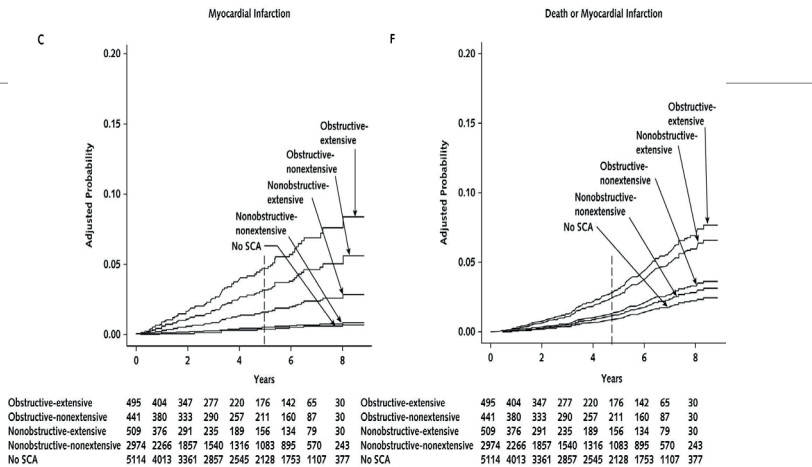 Myocardial Infarction
C
0.20
0.15
0.10
0.05
0.00
Adjusted Probability
Obstructive-
extensive
Obstructive-
nonextensive
Nonobstructive-
extensive
Nonobstructive-
nonextensive
No SCA
0 2 4 6 8
Years
Death or Myocardial Infarction
F
0.20
0.15
0.10
0.05
0.00
Adjusted Probability
Obstructive-
extensive
Nonobstructive-
extensive
Obstructive-
nonextensive
Nonobstructive-
nonextensive
No SCA
0 2 4 6 8
Years
Obstructive-extensive 495 404 347 277 220 176 142 65 30
Obstructive-nonextensive 441 380 333 290 257 211 160 87 30
Nonobstructive-extensive 509 376 291 235 189 156 134 79 30
Nonobstructive-nonextensive 2974 2266 1857 1540 1316 1083 895 570 243
No SCA 5114 4013 3361 2857 2545 2128 1753 1107 377
Obstructive-extensive 495 404 347 277 220 176 142 65 30
Obstructive-nonextensive 441 380 333 290 257 211 160 87 30
Nonobstructive-extensive 509 376 291 235 189 156 134 79 30
Nonobstructive-nonextensive 2974 2266 1857 1540 1316 1083 895 570 243
No SCA 5114 4013 3361 2857 2545 2128 1753 1107 377